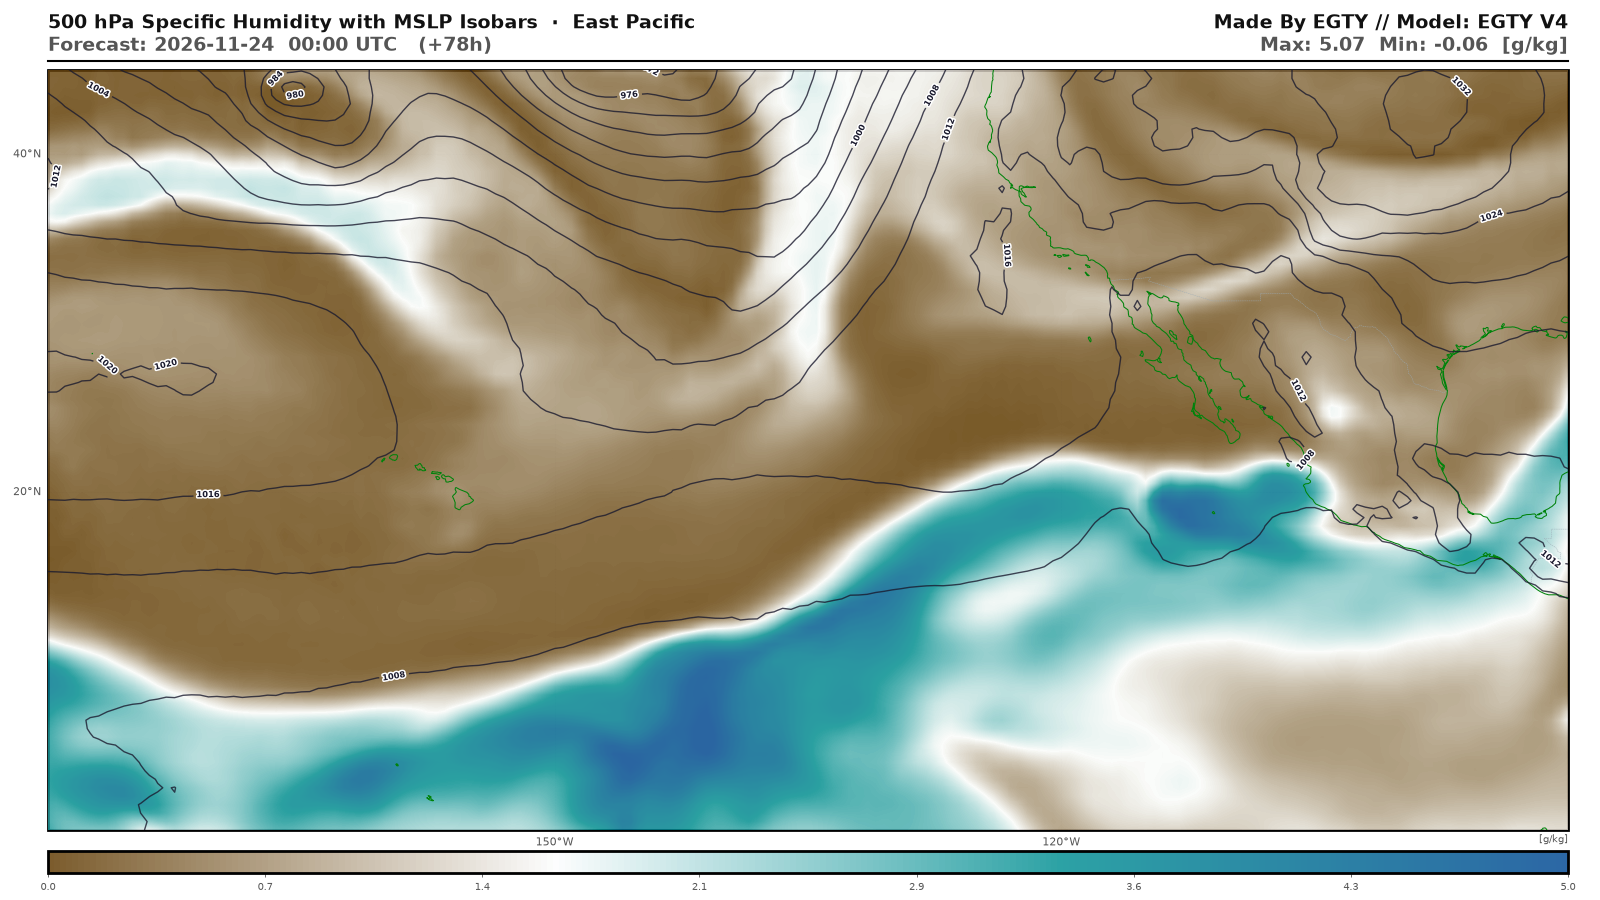 500 hPa Specific Humidity with MSLP Isobars · East Pacific
Made By EGTY // Model: EGTY V4
Forecast: 2026-11-24 00:00 UTC (+78h)
Max: 5.07 Min: -0.06 [g/kg]
984
980
976
1004
1008
1032
1000
1012
40°N
1012
1024
1016
1020
1020
1012
1008
20°N
1016
1012
1008
150°W
120°W
[g/kg]
0.0
0.7
1.4
2.1
2.9
3.6
4.3
5.0